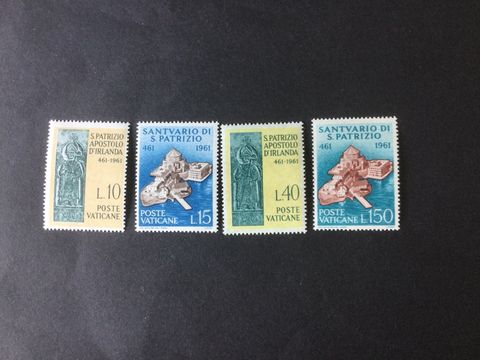 S. PATRIZIO
APOSTOLO
D'IRLANDA
461-1961
L.10
POSTE
VATICANE
SANTVARIO DI
S. PATRIZIO
461 1961
POSTE
VATICANE L.15
S. PATRIZIO
APOSTOLO
D'IRLANDA
461-1961
L.40
POSTE
VATICANE
SANTVARIO DI
S. PATRIZIO
461 1961
POSTE
VATICANE L.150